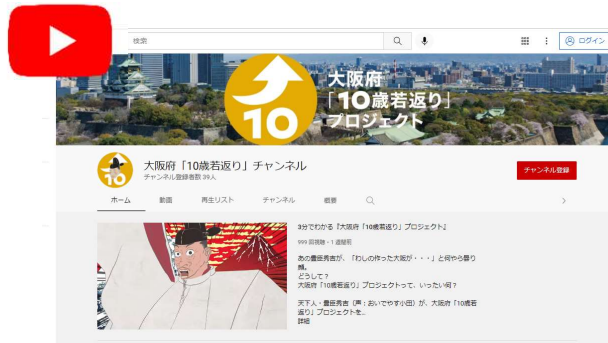 検索
ログイン
10
大阪府
「10歳若返り」
プロジェクト
10
大阪府「10歳若返り」チャンネル
チャンネル登録者数 39人
チャンネル登録
ホーム 動画 再生リスト チャンネル 概要
3分でわかる『大阪府「10歳若返り」プロジェクト』
999 回視聴・1 週間前
あの豊臣秀吉が、「わしの作った大阪が・・・」と何やら曇り
顔。
どうして?
大阪府「10歳若返り」プロジェクトって、いったい何?
天下人・豊臣秀吉(声:おいでやす小田)が、大阪府「10歳若
返り」プロジェクトを...
詳細